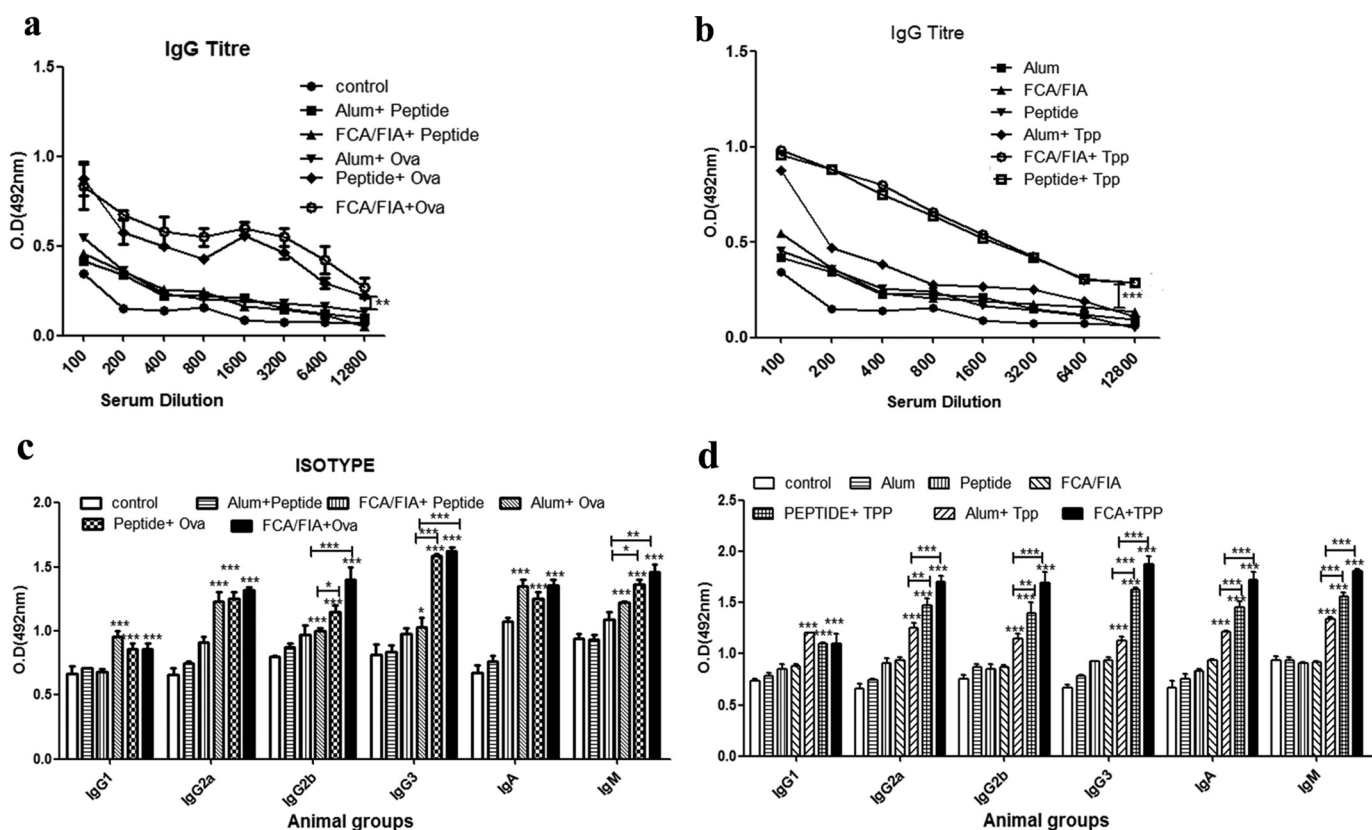 a
IgG Titre
1.5
1.0
0.5
0.0
O.D(492nm)
control
Alum+ Peptide
FCA/FIA+ Peptide
Alum+ Ova
Peptide+ Ova
FCA/FIA+Ova
**
100 200 400 800 1600 3200 6400 12800
Serum Dilution
b
IgG Titre
1.5
1.0
0.5
0.0
O.D(492nm)
Alum
FCA/FIA
Peptide
Alum+ Tpp
FCA/FIA+ Tpp
Peptide+ Tpp
***
100 200 400 800 1600 3200 6400 12800
Serum Dilution
c
ISOTYPE
control Alum+Peptide FCA/FIA+ Peptide Alum+ Ova
Peptide+ Ova FCA/FIA+Ova
2.0
1.5
1.0
0.5
0.0
O.D(492nm)
*** *** ***
*** *** ***
*** * *** *** ***
*** *** * *** ***
*** *** ***
** * *** ***
IgG1 IgG2a IgG2b IgG3 IgA IgM
Animal groups
d
control Alum Peptide FCA/FIA
PEPTIDE+ TPP Alum+ Tpp FCA+TPP
2.5
2.0
1.5
1.0
0.5
0.0
O.D(492nm)
*** *** ***
*** ** *** *** ***
*** ** *** *** ***
*** *** *** *** ***
*** *** *** *** ***
*** *** *** *** ***
IgG1 IgG2a IgG2b IgG3 IgA IgM
Animal groups